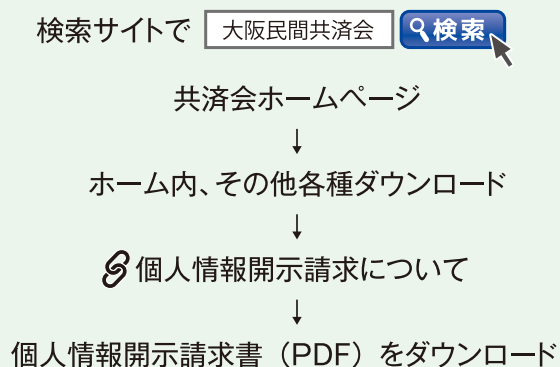 検索サイトで 大阪民間共済会 検索
共済会ホームページ
↓
ホーム内、その他各種ダウンロード
↓
個人情報開示請求について
↓
個人情報開示請求書（PDF）をダウンロード